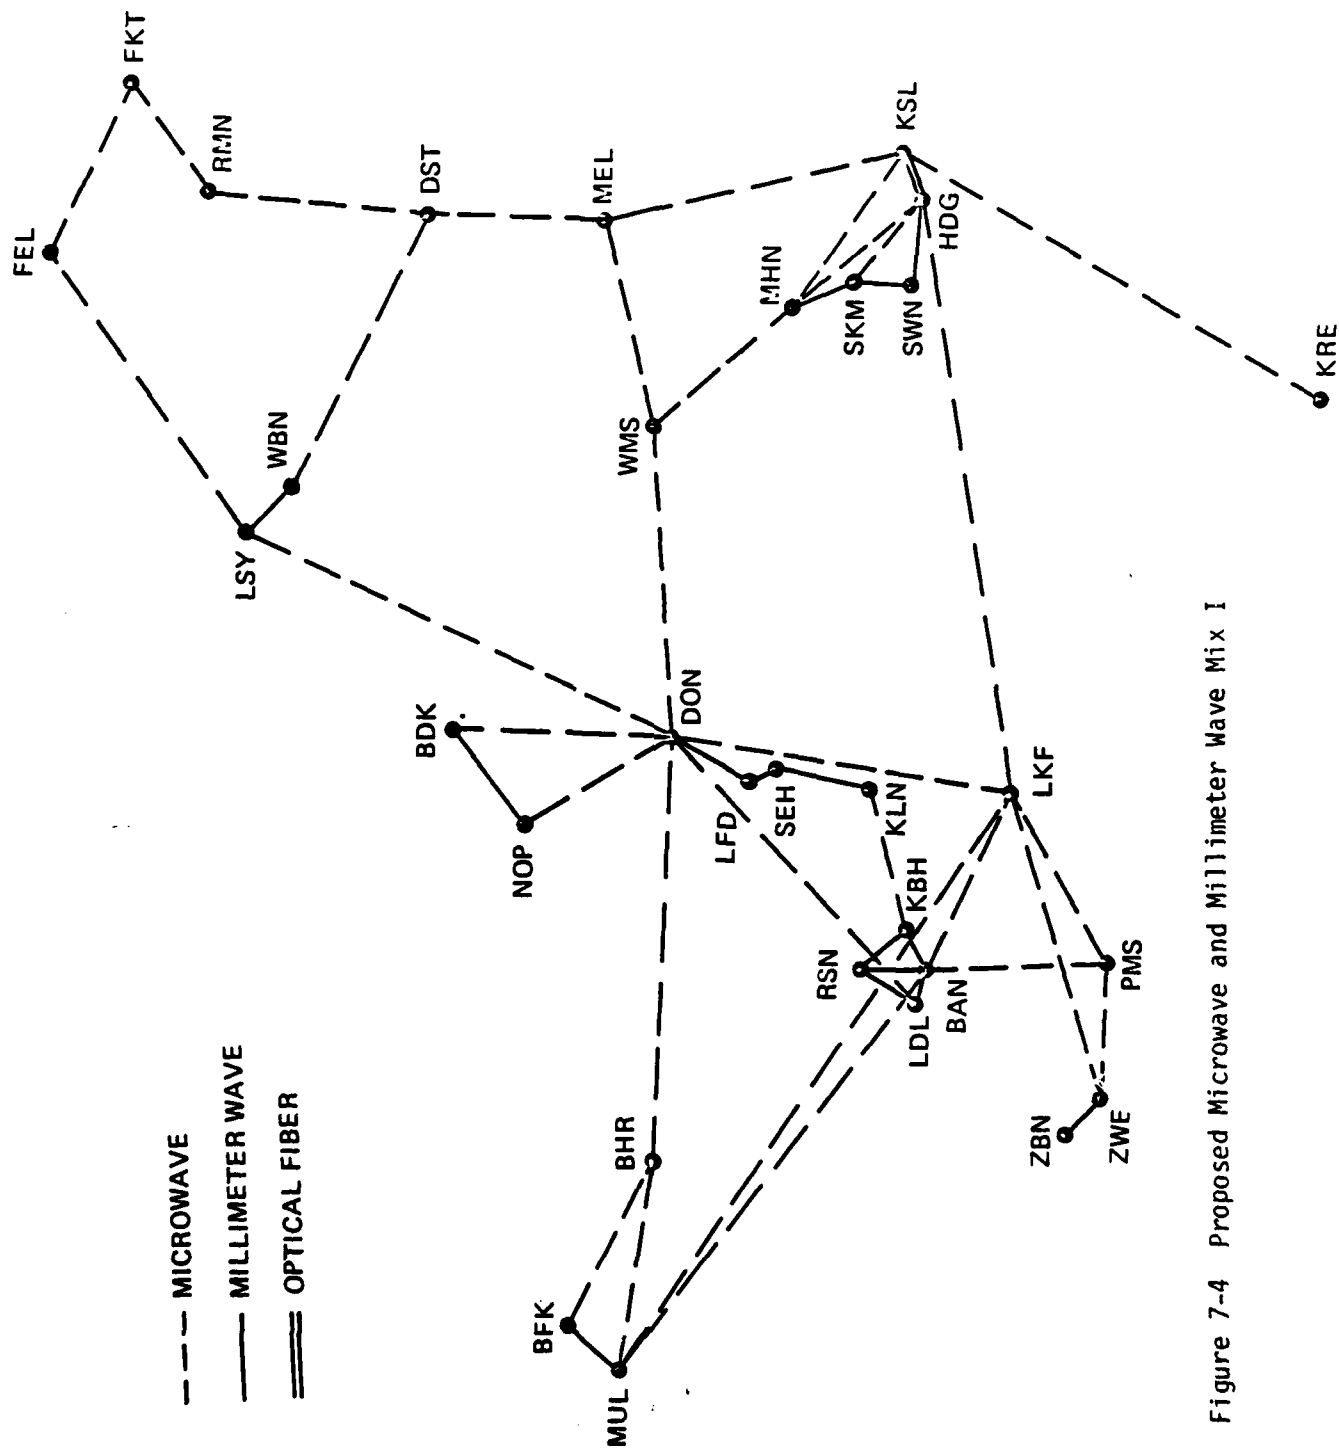 FKT
FEL
RMN
DST
MEL
KSL
HDG
MHN
SKM
SWN
KRE
WBN
WMS
LSY
BDK
DON
NOP
LFD
SEH
KLN
LKF
KBH
RSN
LDL
BAN
PMS
ZBN
ZWE
BHR
BFK
MUL
MICROWAVE
MILLIMETER WAVE
OPTICAL FIBER
Figure 7-4 Proposed Microwave and Millimeter Wave Mix I